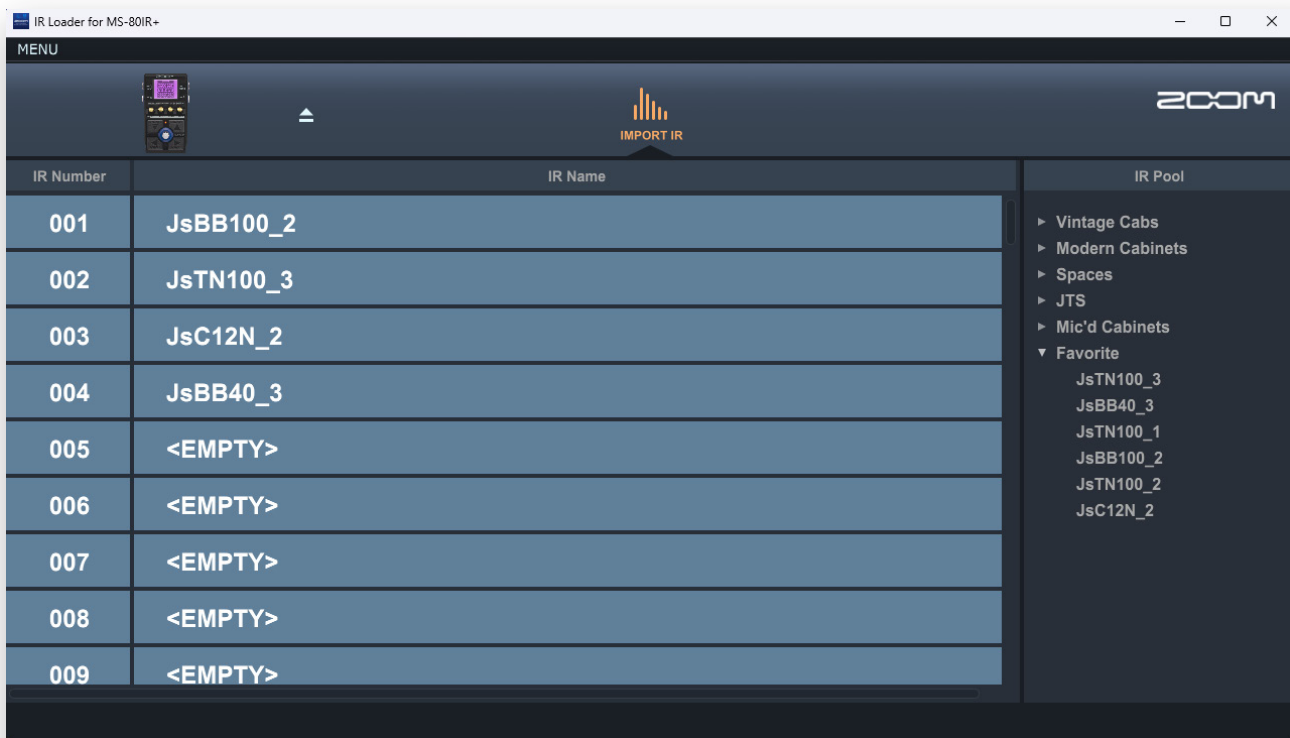 IR Loader for MS-80IR+
MENU
IMPORT IR
ZOOM
IR Number IR Name IR Pool
001 JsBB100_2
002 JsTN100_3
003 JsC12N_2
004 JsBB40_3
005 <EMPTY>
006 <EMPTY>
007 <EMPTY>
008 <EMPTY>
009 <EMPTY>
Vintage Cabs
Modern Cabinets
Spaces
JTS
Mic'd Cabinets
Favorite
JsTN100_3
JsBB40_3
JsTN100_1
JsBB100_2
JsTN100_2
JsC12N_2